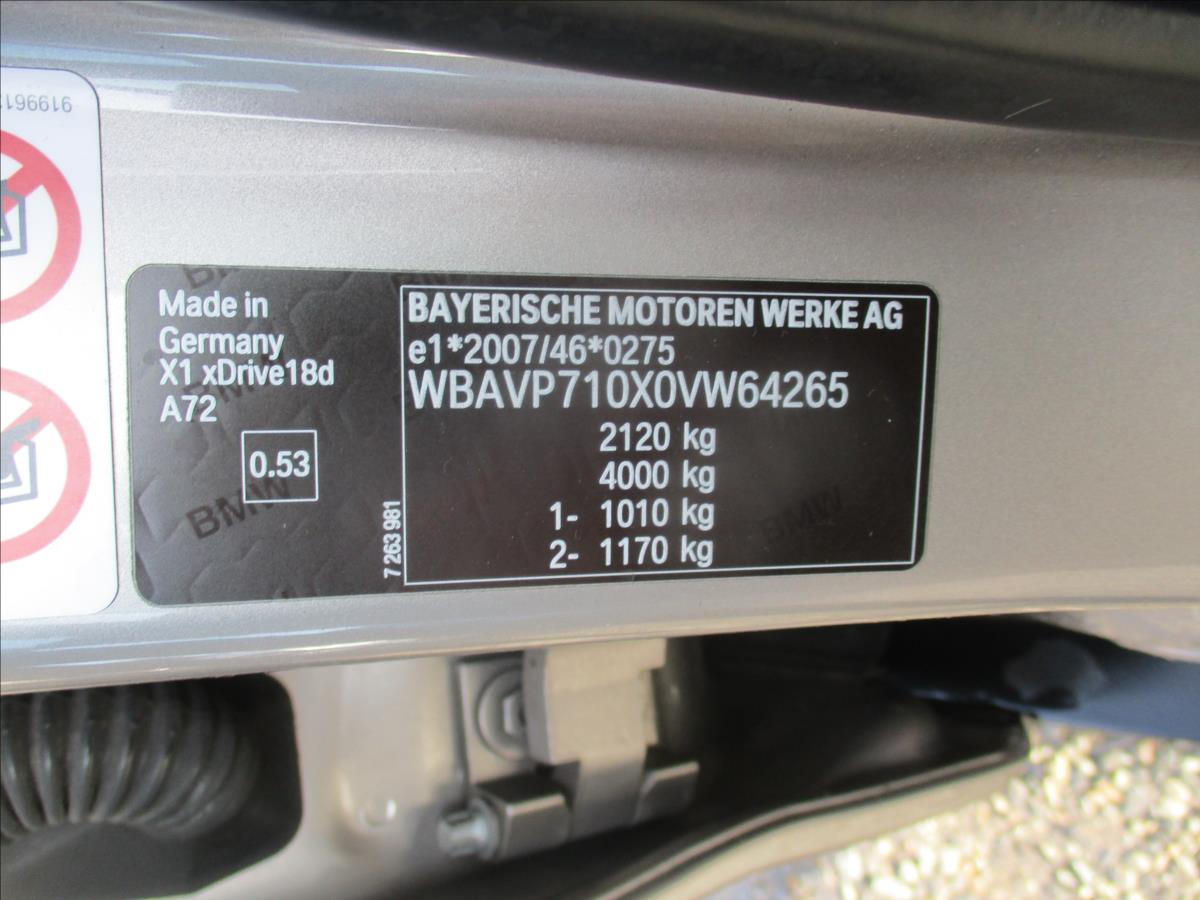 Made in
Germany
X1 xDrive18d
A72
0.53
7 263 981
BAYERISCHE MOTOREN WERKE AG
e1*2007/46*0275
WBAVP710X0VW64265
2120 kg
4000 kg
1- 1010 kg
2- 1170 kg
BMW
BMW
BMW